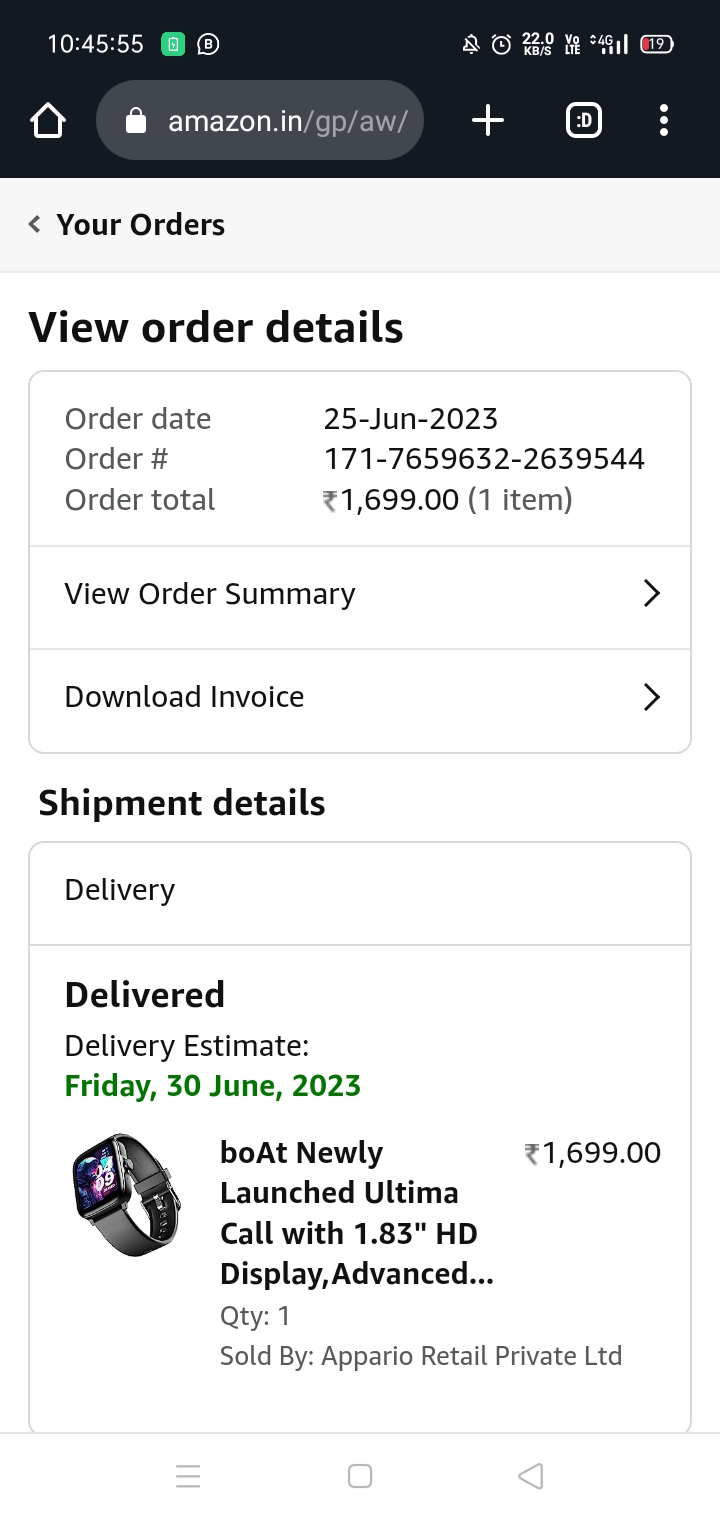 10:45:55 B 22.0 KB/S Vo LTE 4G 19
amazon.in/gp/aw/ :D
Your Orders
View order details
Order date 25-Jun-2023
Order # 171-7659632-2639544
Order total ₹1,699.00 (1 item)
View Order Summary
Download Invoice
Shipment details
Delivery
Delivered
Delivery Estimate:
Friday, 30 June, 2023
boAt Newly ₹1,699.00
Launched Ultima
Call with 1.83" HD
Display,Advanced...
Qty: 1
Sold By: Appario Retail Private Ltd